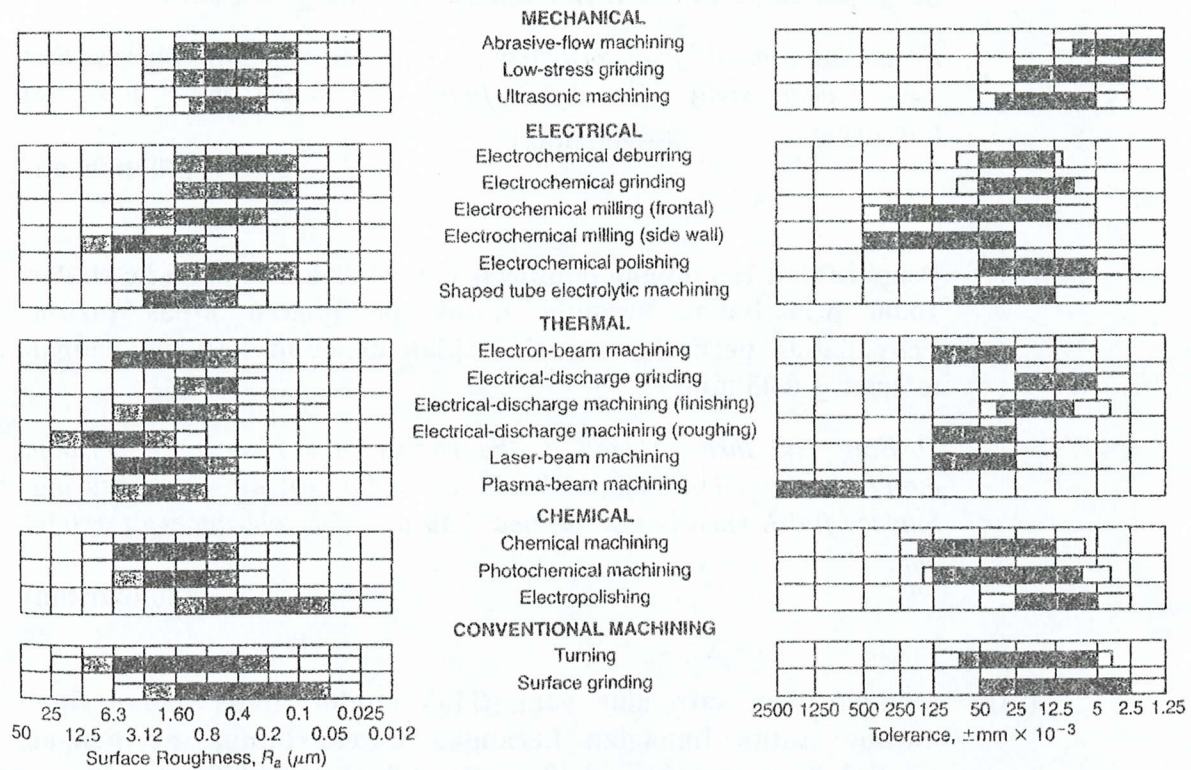 MECHANICAL
Abrasive-flow machining
Low-stress grinding
Ultrasonic machining
ELECTRICAL
Electrochemical deburring
Electrochemical grinding
Electrochemical milling (frontal)
Electrochemical milling (side wall)
Electrochemical polishing
Shaped tube electrolytic machining
THERMAL
Electron-beam machining
Electrical-discharge grinding
Electrical-discharge machining (finishing)
Electrical-discharge machining (roughing)
Laser-beam machining
Plasma-beam machining
CHEMICAL
Chemical machining
Photochemical machining
Electropolishing
CONVENTIONAL MACHINING
Turning
Surface grinding
25 6.3 1.60 0.4 0.1 0.025
50 12.5 3.12 0.8 0.2 0.05 0.012
Surface Roughness, Ra (μm)
2500 1250 500 250 125 50 25 12.5 5 2.5 1.25
Tolerance, ±mm × 10⁻³